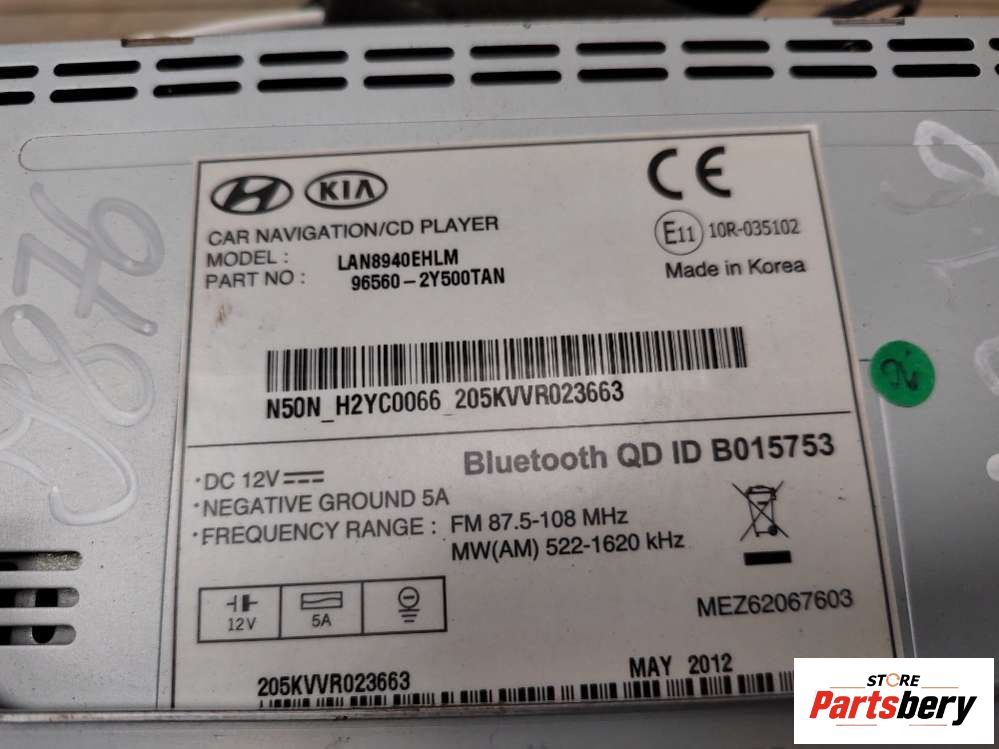 KIA
CAR NAVIGATION/CD PLAYER
MODEL : LAN8940EHLM
PART NO : 96560-2Y500TAN
CE
E11 10R-035102
Made in Korea
N50N_H2YC0066_205KVVR023663
Bluetooth QD ID B015753
·DC 12V
·NEGATIVE GROUND 5A
·FREQUENCY RANGE : FM 87.5-108 MHz
MW(AM) 522-1620 kHz
12V 5A
MEZ62067603
205KVVR023663
MAY 2012
9876
STORE
Partsbery